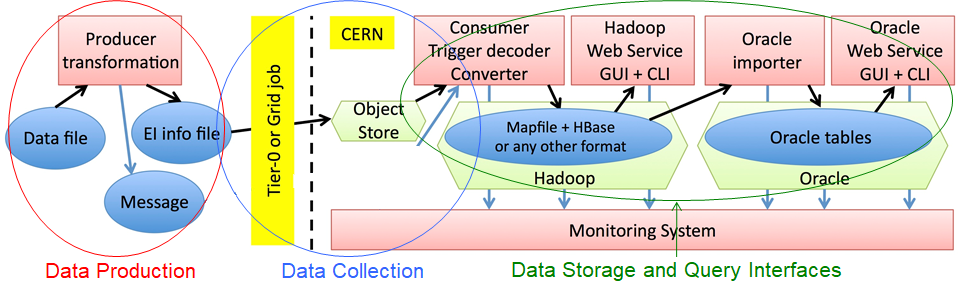 Producer
transformation
Data file
EI info file
Message
Tier-0 or Grid job
CERN
Object
Store
Consumer
Trigger decoder
Converter
Hadoop
Web Service
GUI + CLI
Oracle
importer
Oracle
Web Service
GUI + CLI
Mapfile + HBase
or any other format
Hadoop
Oracle tables
Oracle
Monitoring System
Data Production
Data Collection
Data Storage and Query Interfaces